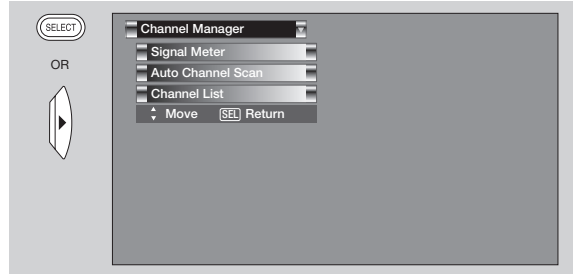 SELECT
OR
Channel Manager
Signal Meter
Auto Channel Scan
Channel List
Move SEL Return